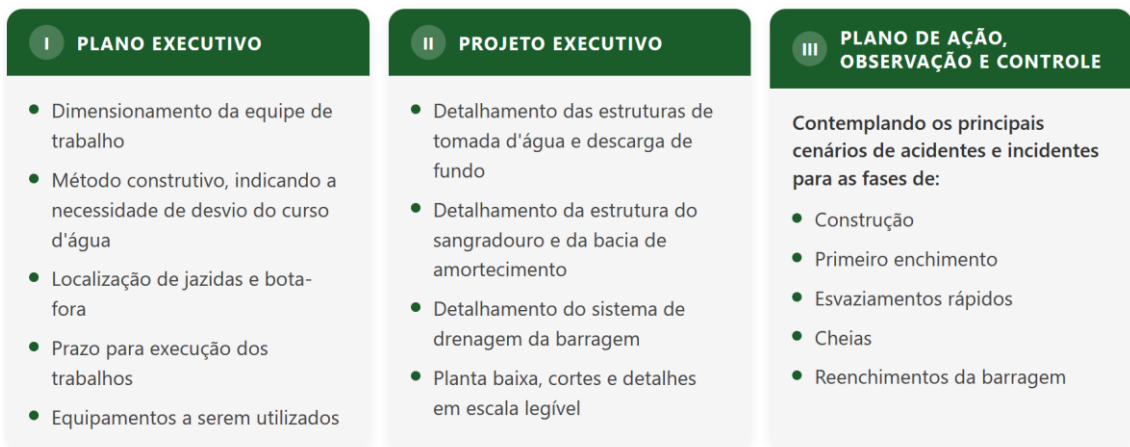 I PLANO EXECUTIVO
• Dimensionamento da equipe de
trabalho
• Método construtivo, indicando a
necessidade de desvio do curso
d'água
• Localização de jazidas e bota-
fora
• Prazo para execução dos
trabalhos
• Equipamentos a serem utilizados
II PROJETO EXECUTIVO
• Detalhamento das estruturas de
tomada d'água e descarga de
fundo
• Detalhamento da estrutura do
sangradouro e da bacia de
amortecimento
• Detalhamento do sistema de
drenagem da barragem
• Planta baixa, cortes e detalhes
em escala legível
III PLANO DE AÇÃO,
OBSERVAÇÃO E CONTROLE
Contemplando os principais
cenários de acidentes e incidentes
para as fases de:
• Construção
• Primeiro enchimento
• Esvaziamentos rápidos
• Cheias
• Reenchimentos da barragem